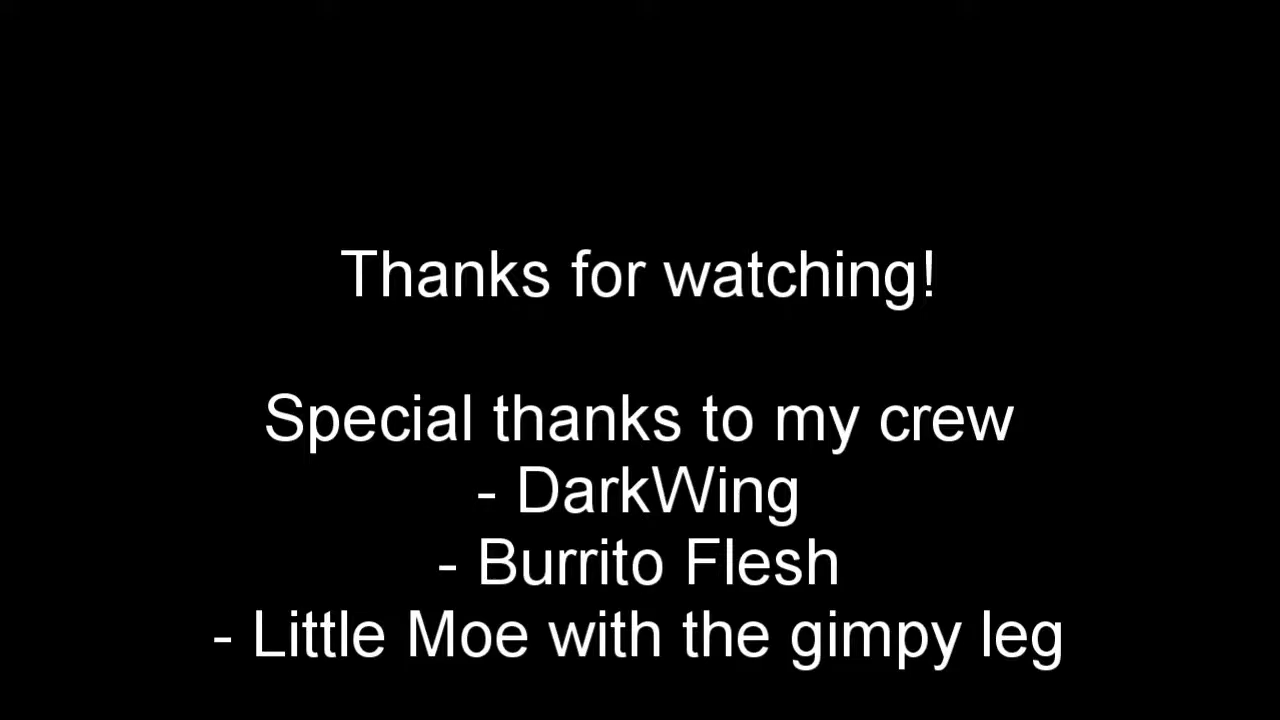 Thanks for watching!
Special thanks to my crew
- DarkWing
- Burrito Flesh
- Little Moe with the gimpy leg